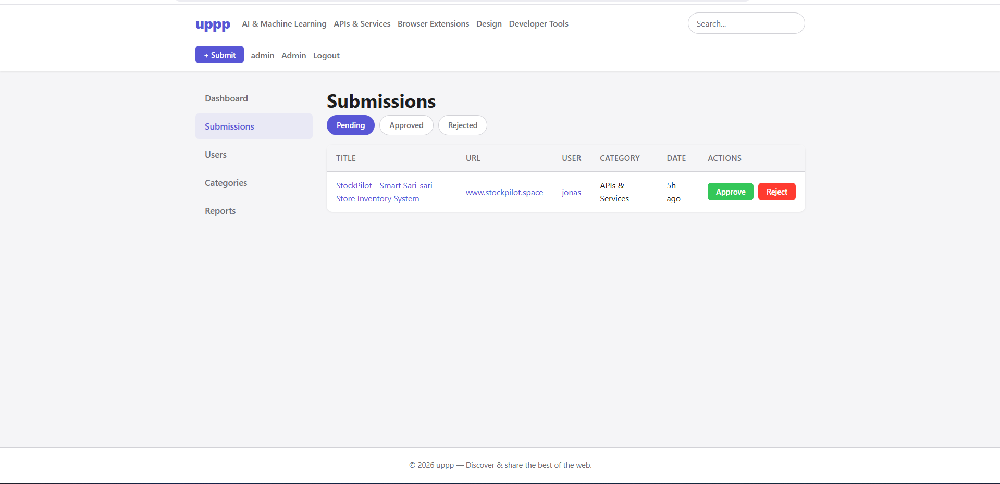 uppp AI & Machine Learning APIs & Services Browser Extensions Design Developer Tools Search...
+ Submit admin Admin Logout
Dashboard
Submissions
Users
Categories
Reports
Submissions
Pending Approved Rejected
TITLE URL USER CATEGORY DATE ACTIONS
StockPilot - Smart Sari-sari
Store Inventory System
www.stockpilot.space
jonas
APIs &
Services
5h
ago
Approve Reject
© 2026 uppp — Discover & share the best of the web.